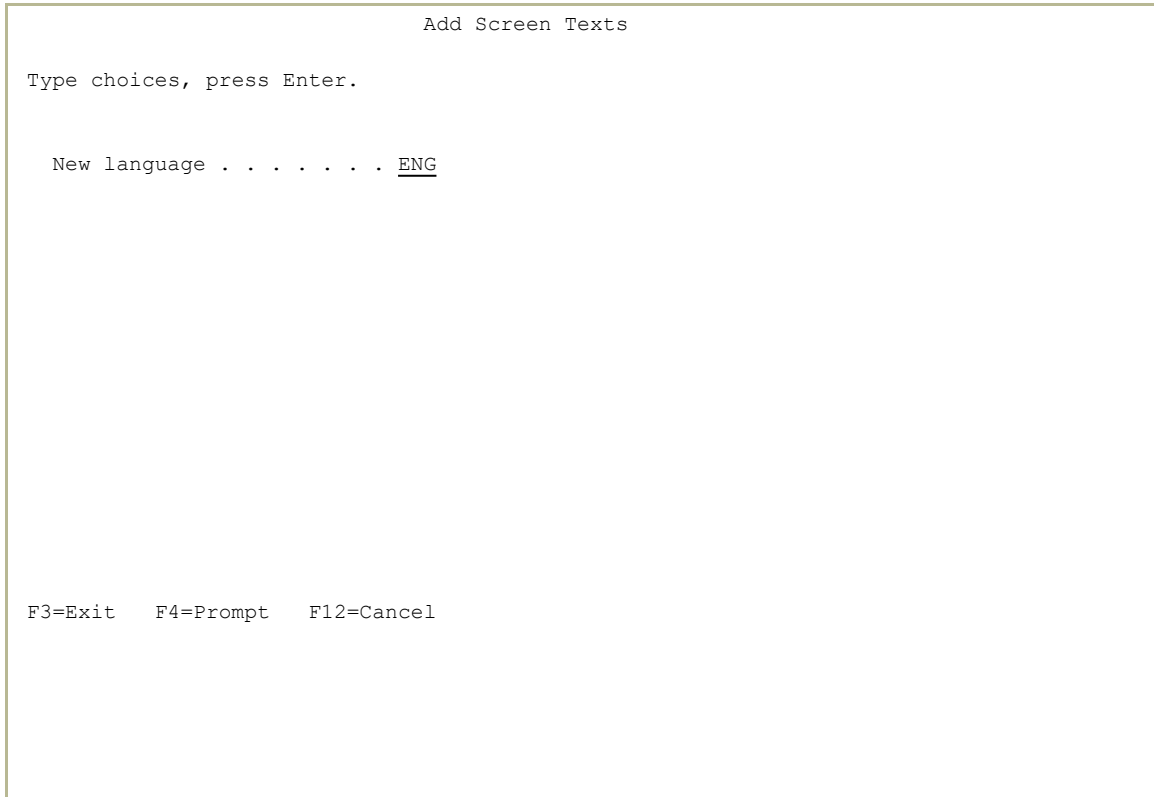 Add Screen Texts
Type choices, press Enter.
New language . . . . . . . ENG
F3=Exit   F4=Prompt   F12=Cancel